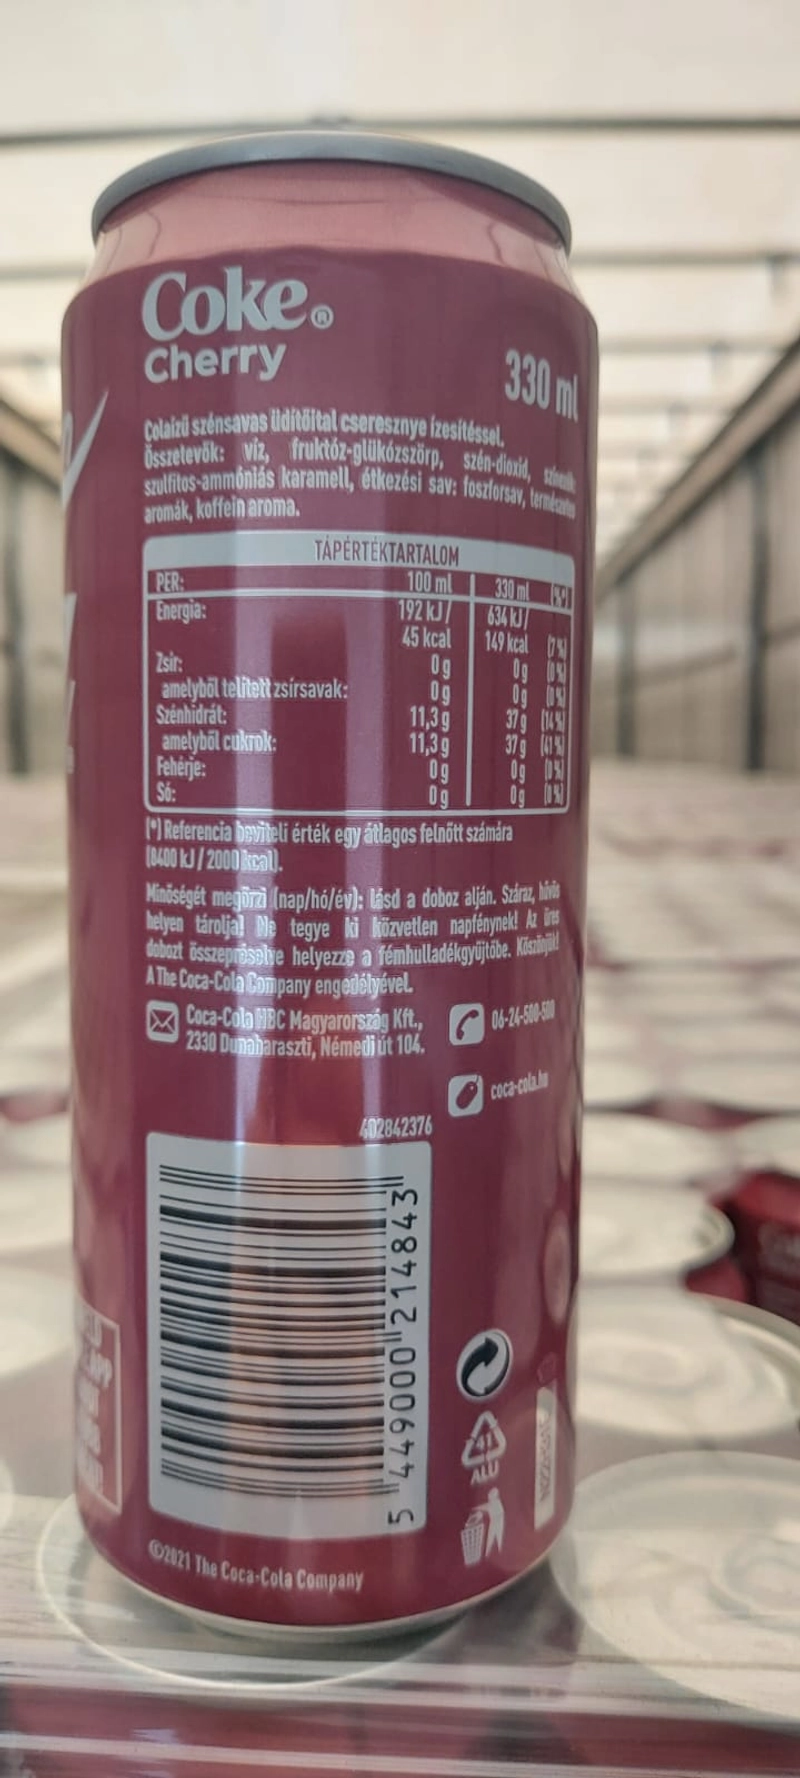 Coke®
Cherry
330 ml
Colaízű szénsavas üdítőital cseresznye ízesítéssel.
Összetevők: víz, fruktóz-glükózszörp, szén-dioxid,
szulfitos-ammóniás karamell, étkezési sav: foszforsav, természetes
aromák, koffein aroma.
TÁPÉRTÉKTARTALOM
PER: 100 ml 330 ml (%*)
Energia: 192 kJ/ 634 kJ/
45 kcal 149 kcal (7%)
Zsír: 0 g 0 g (0%)
amelyből telített zsírsavak: 0 g 0 g (0%)
Szénhidrát: 11,3 g 37 g (14%)
amelyből cukrok: 11,3 g 37 g (41%)
Fehérje: 0 g 0 g (0%)
Só: 0 g 0 g (0%)
(*) Referencia beviteli érték egy átlagos felnőtt számára
(8400 kJ / 2000 kcal).
Minőségét megőrzi (nap/hó/év): lásd a doboz alján. Száraz, hűvös
helyen tárolja! Ne tegye ki közvetlen napfénynek! Az üres
dobozt összepréselve helyezze a fémhulladékgyűjtőbe. Köszönjük!
A The Coca-Cola Company engedélyével.
Coca-Cola HBC Magyarország Kft.,
2330 Dunaharaszti, Némedi út 104.
06-24-500-500
coca-cola.hu
402842376
5 449000 214843
41
ALU
©2021 The Coca-Cola Company